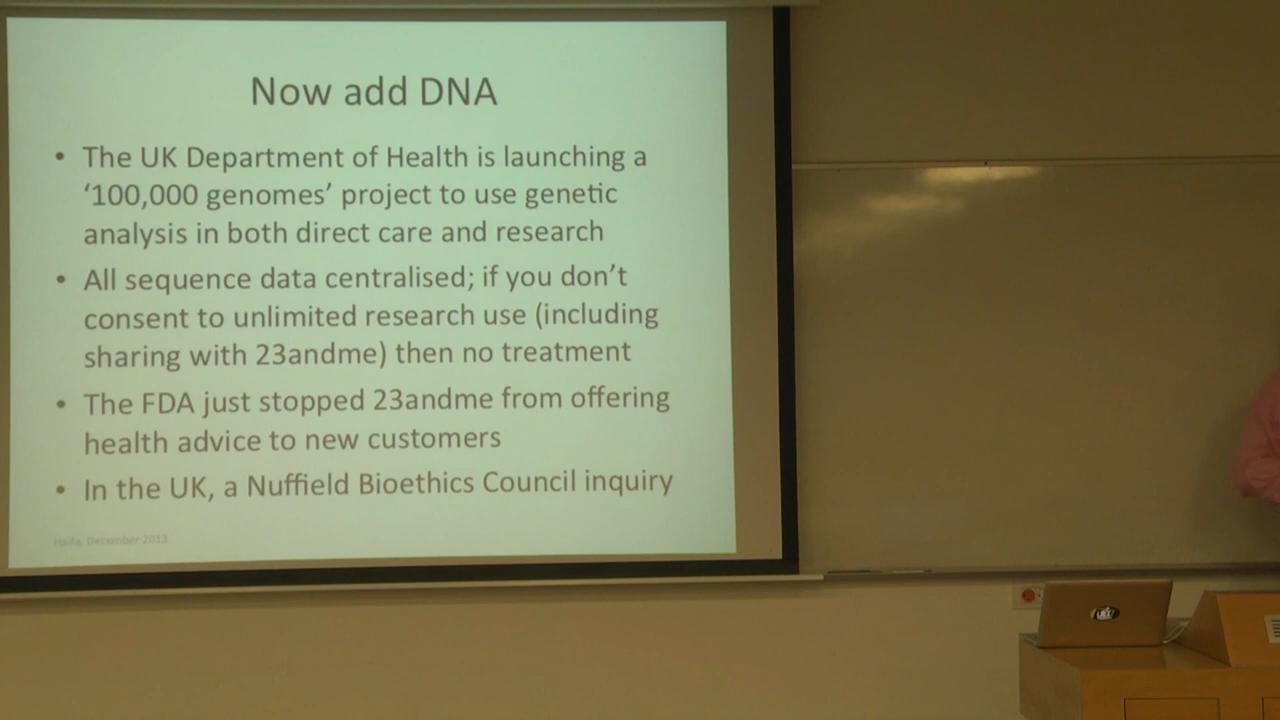 Now add DNA
• The UK Department of Health is launching a
‘100,000 genomes’ project to use genetic
analysis in both direct care and research
• All sequence data centralised; if you don’t
consent to unlimited research use (including
sharing with 23andme) then no treatment
• The FDA just stopped 23andme from offering
health advice to new customers
• In the UK, a Nuffield Bioethics Council inquiry
Haifa, December 2013